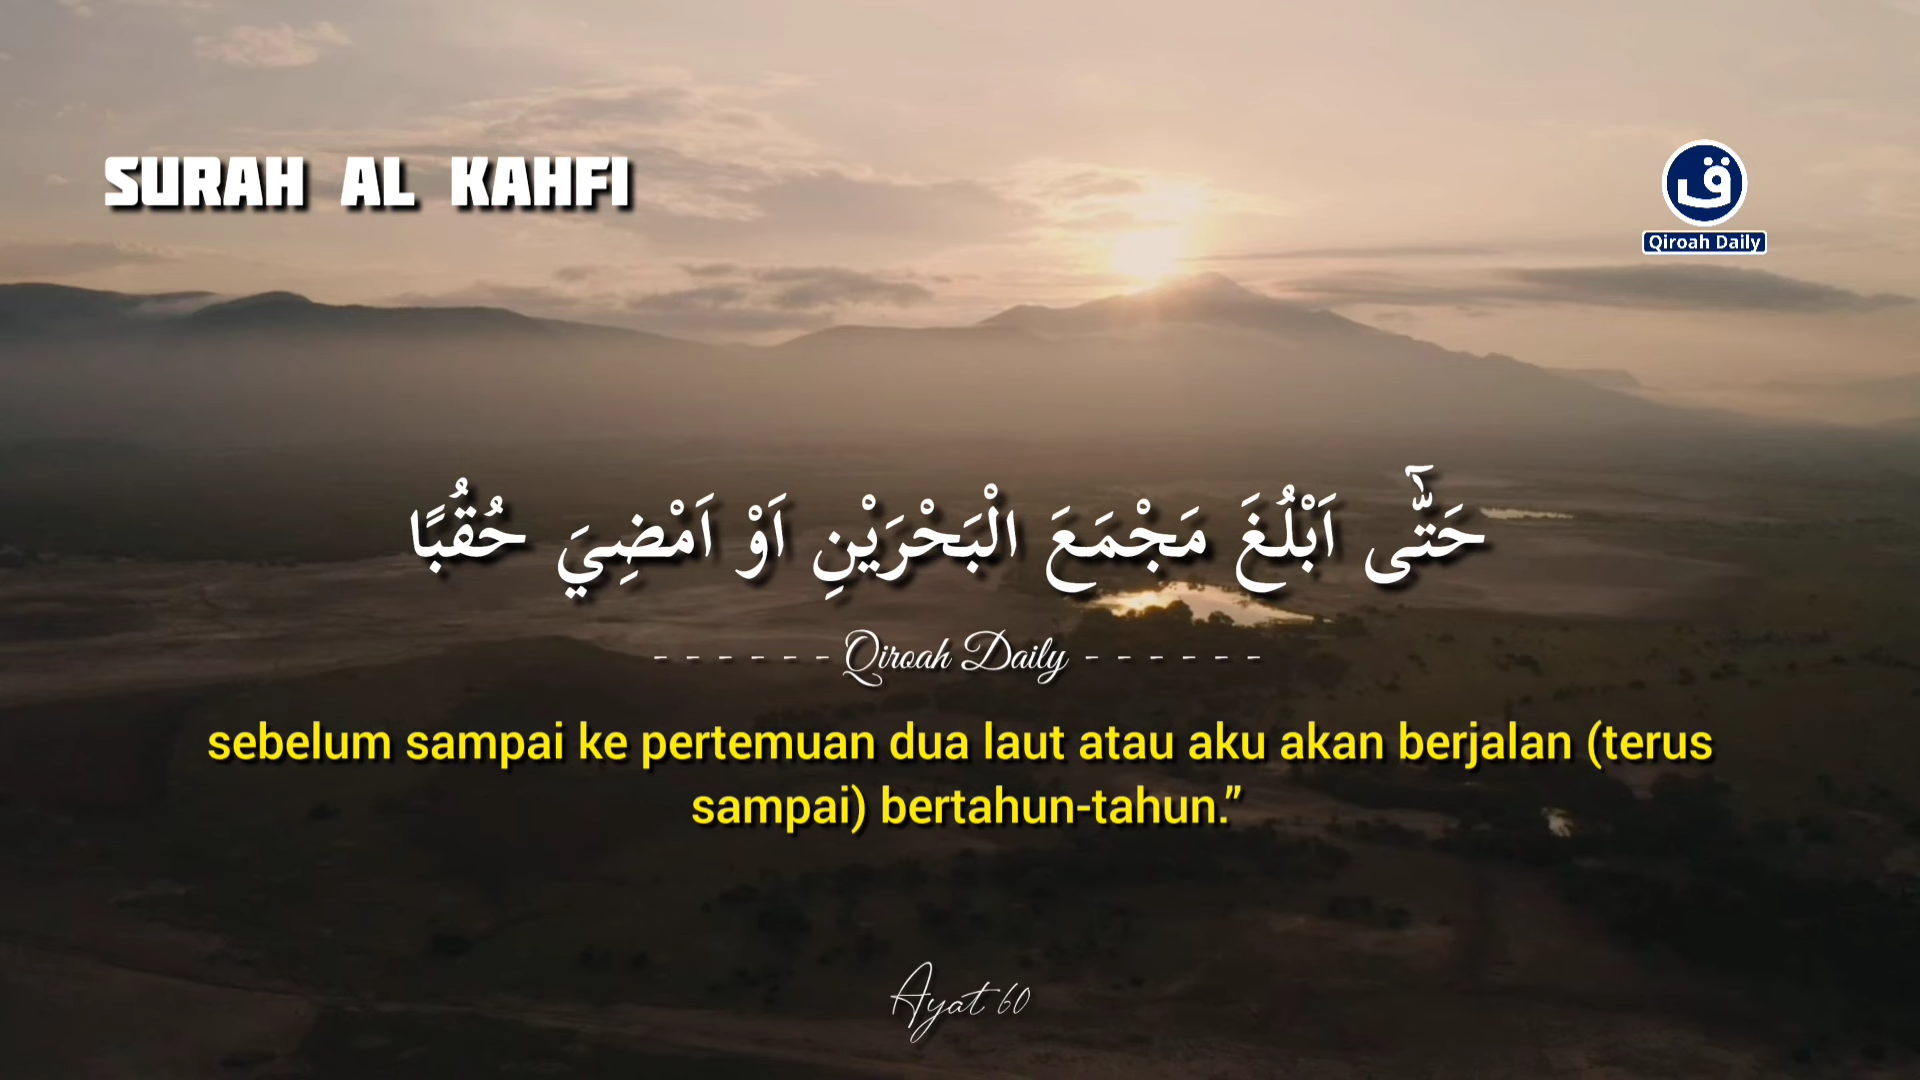 SURAH AL KAHFI
ق
Qiroah Daily
حَتّٰٓى اَبْلُغَ مَجْمَعَ الْبَحْرَيْنِ اَوْ اَمْضِيَ حُقُبًا
- - - - - - Qiroah Daily - - - - - -
sebelum sampai ke pertemuan dua laut atau aku akan berjalan (terus
sampai) bertahun-tahun.”
Ayat 60